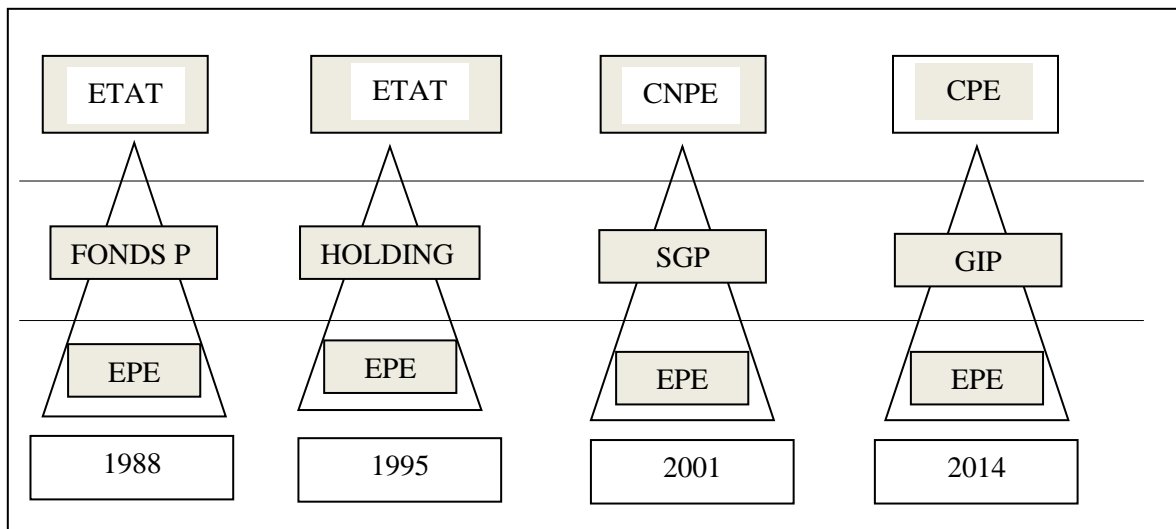 ETAT
ETAT
CNPE
CPE
FONDS P
HOLDING
SGP
GIP
EPE
EPE
EPE
EPE
1988
1995
2001
2014